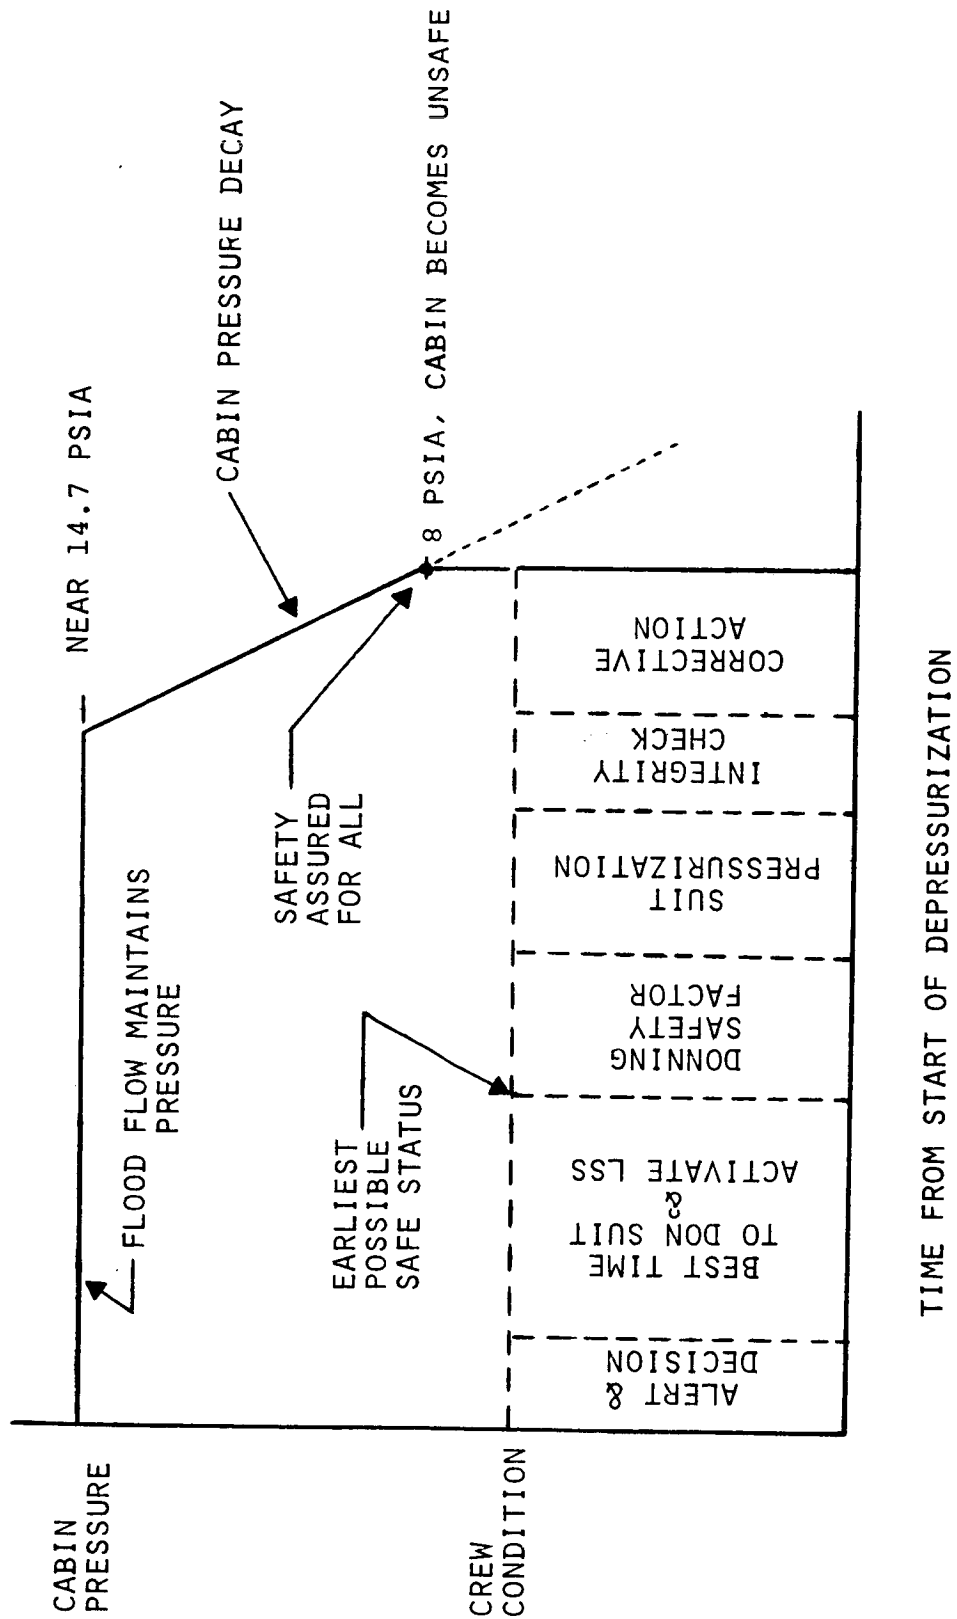 CABIN
PRESSURE
NEAR 14.7 PSIA
FLOOD FLOW MAINTAINS
PRESSURE
CABIN PRESSURE DECAY
SAFETY
ASSURED
FOR ALL
8 PSIA, CABIN BECOMES UNSAFE
EARLIEST
POSSIBLE
SAFE STATUS
CREW
CONDITION
ALERT &
DECISION
BEST TIME
TO DON SUIT
&
ACTIVATE LSS
DONNING
SAFETY
FACTOR
SUIT
PRESSURIZATION
INTEGRITY
CHECK
CORRECTIVE
ACTION
TIME FROM START OF DEPRESSURIZATION